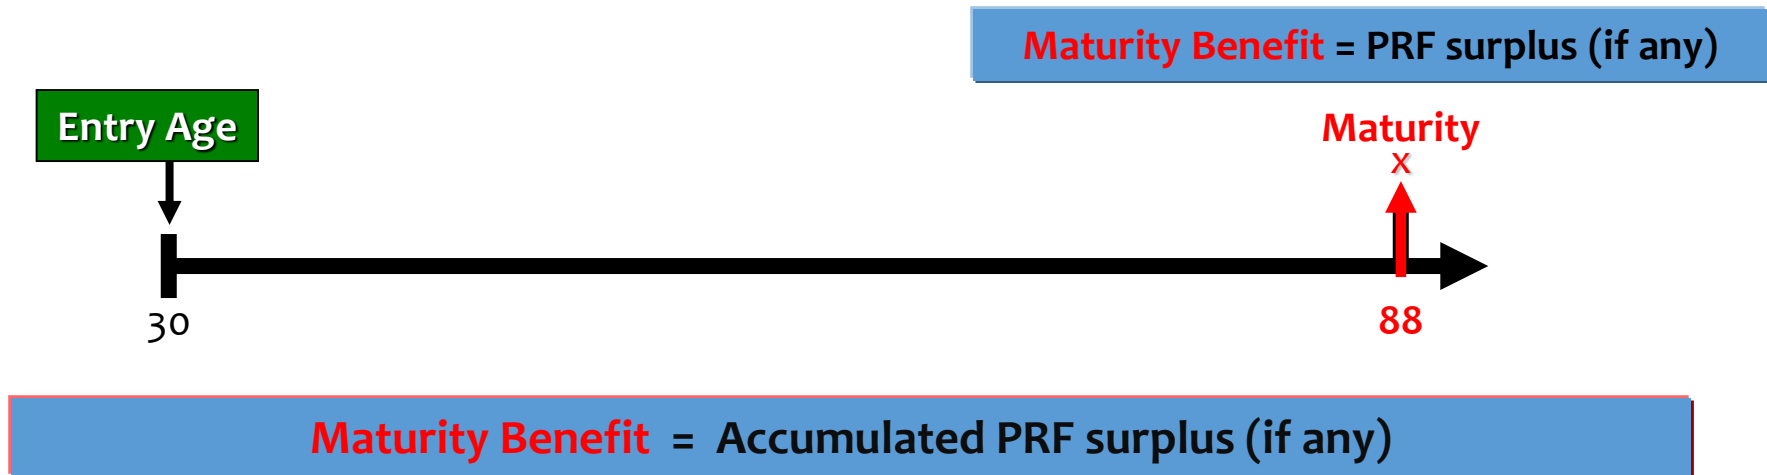 Maturity Benefit = PRF surplus (if any)
Entry Age
Maturity
x
30
88
Maturity Benefit = Accumulated PRF surplus (if any)